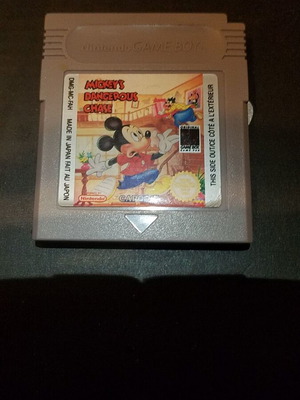 Nintendo GAME BOY
MICKEY'S
DANGEROUS
CHASE
DMG-MC-FAH
MADE IN JAPAN FAIT AU JAPON
THIS SIDE OUT/CE CÔTÉ A L'EXTÉRIEUR
Nintendo
CAPCOM